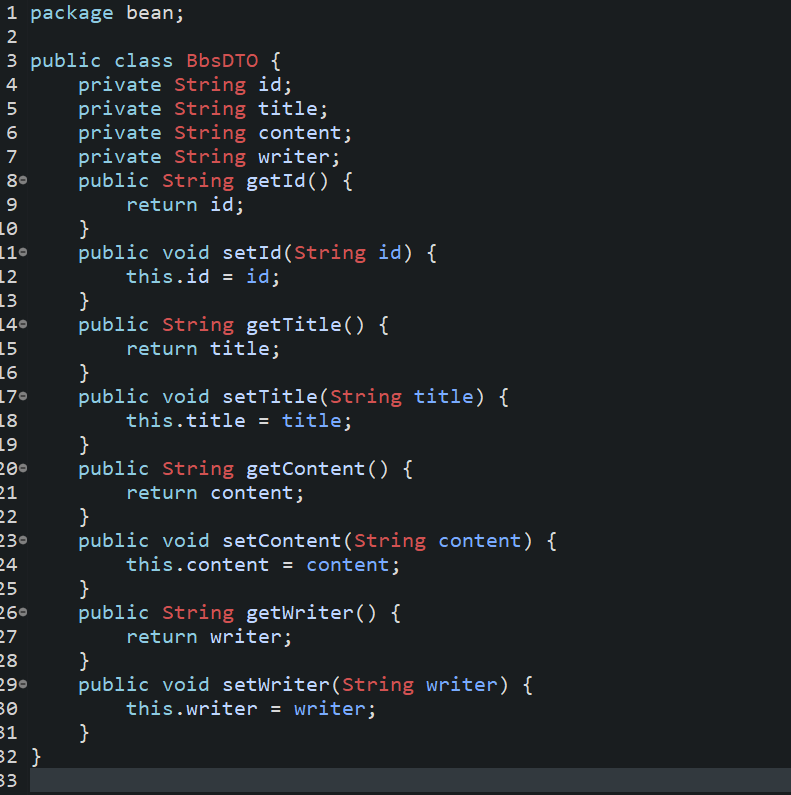 1 package bean;
2
3 public class BbsDTO {
4     private String id;
5     private String title;
6     private String content;
7     private String writer;
8     public String getId() {
9         return id;
10     }
11     public void setId(String id) {
12         this.id = id;
13     }
14     public String getTitle() {
15         return title;
16     }
17     public void setTitle(String title) {
18         this.title = title;
19     }
20     public String getContent() {
21         return content;
22     }
23     public void setContent(String content) {
24         this.content = content;
25     }
26     public String getWriter() {
27         return writer;
28     }
29     public void setWriter(String writer) {
30         this.writer = writer;
31     }
32 }
33